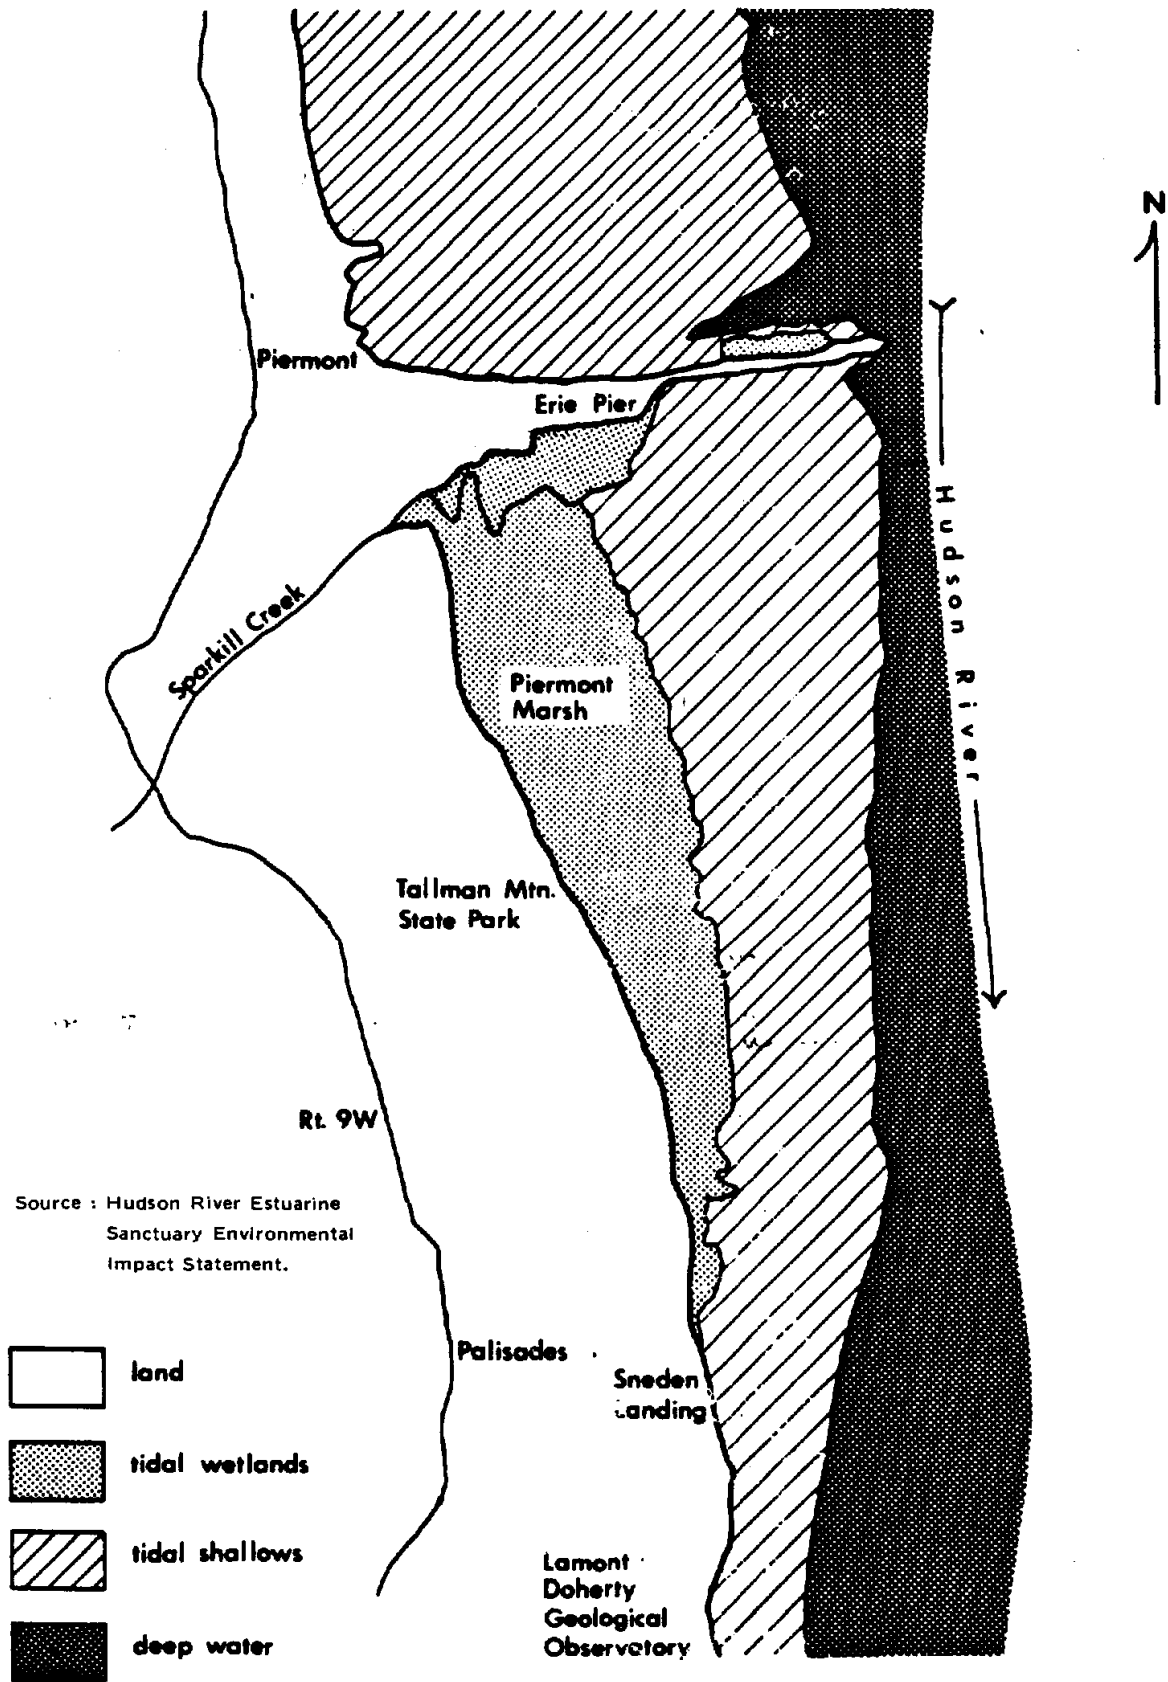 N
Piermont
Erie Pier
Hudson River
Sparkill Creek
Piermont
Marsh
Tallman Mtn.
State Park
Rt. 9W
Source : Hudson River Estuarine
Sanctuary Environmental
Impact Statement.
Palisades
Sneden
Landing
land
tidal wetlands
tidal shallows
deep water
Lamont
Doherty
Geological
Observatory